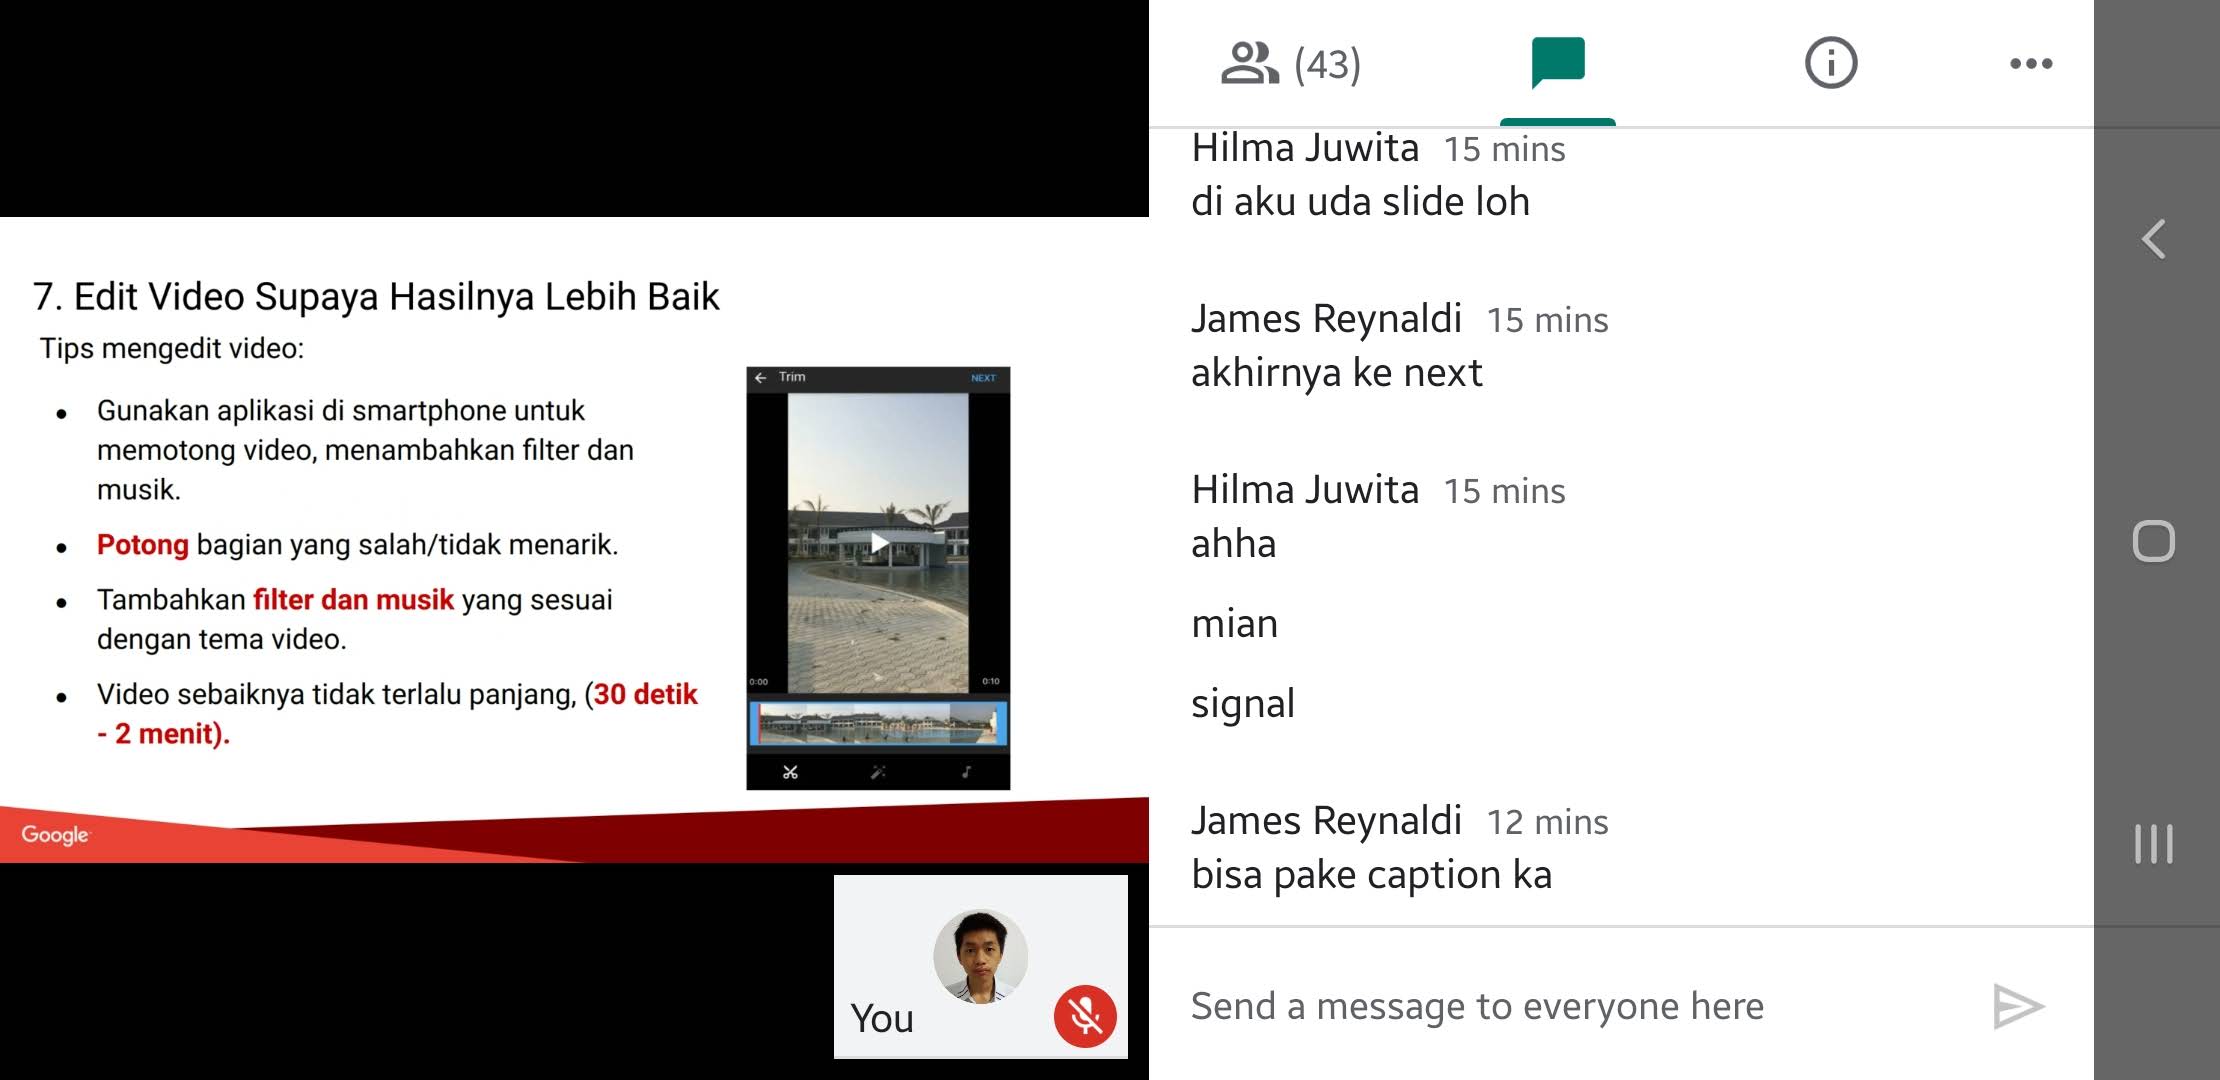 7. Edit Video Supaya Hasilnya Lebih Baik
Tips mengedit video:
● Gunakan aplikasi di smartphone untuk
memotong video, menambahkan filter dan
musik.
● Potong bagian yang salah/tidak menarik.
● Tambahkan filter dan musik yang sesuai
dengan tema video.
● Video sebaiknya tidak terlalu panjang, (30 detik
- 2 menit).
Trim
NEXT
0:00
0:10
Google
You
(43)
Hilma Juwita 15 mins
di aku uda slide loh
James Reynaldi 15 mins
akhirnya ke next
Hilma Juwita 15 mins
ahha
mian
signal
James Reynaldi 12 mins
bisa pake caption ka
Send a message to everyone here